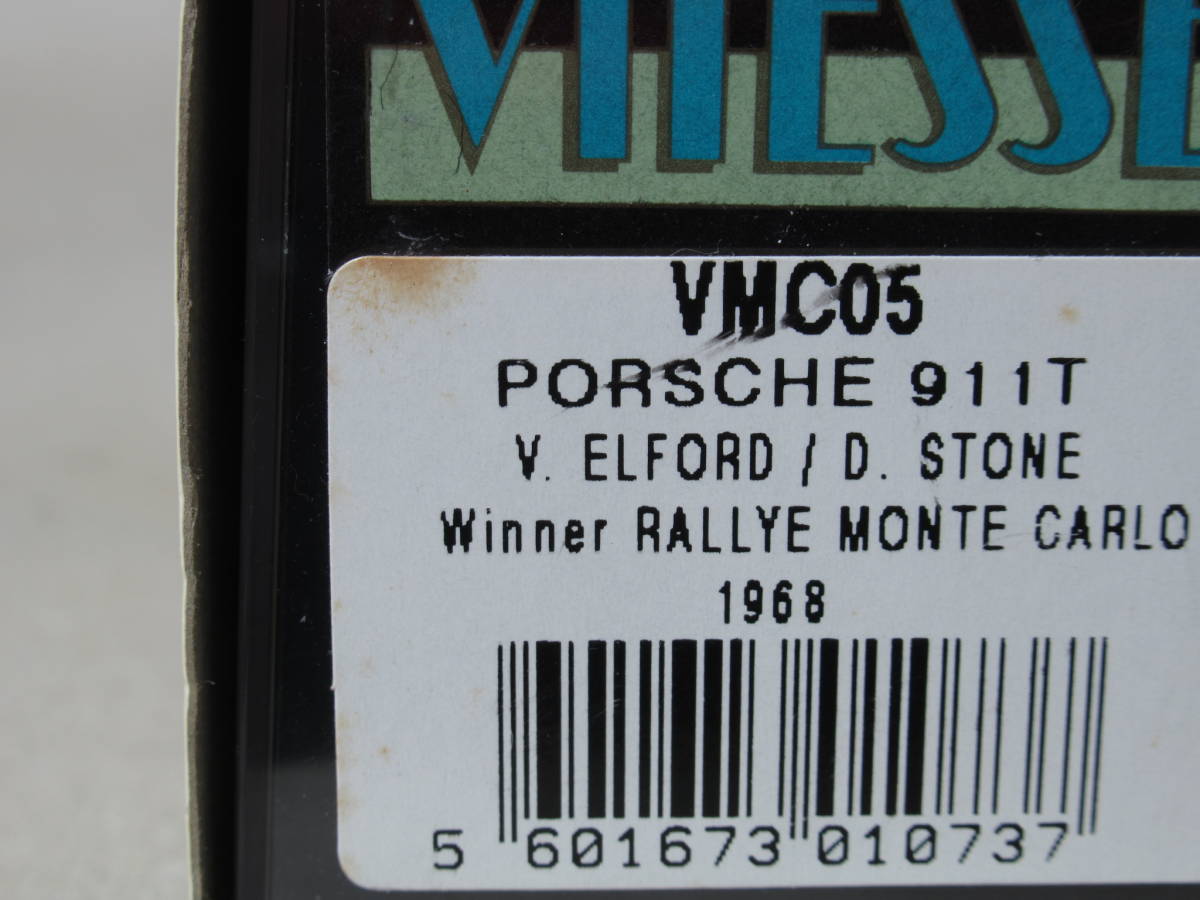 VITESSE
VMC05
PORSCHE 911T
V. ELFORD / D. STONE
Winner RALLYE MONTE CARLO
1968
5 601673 010737